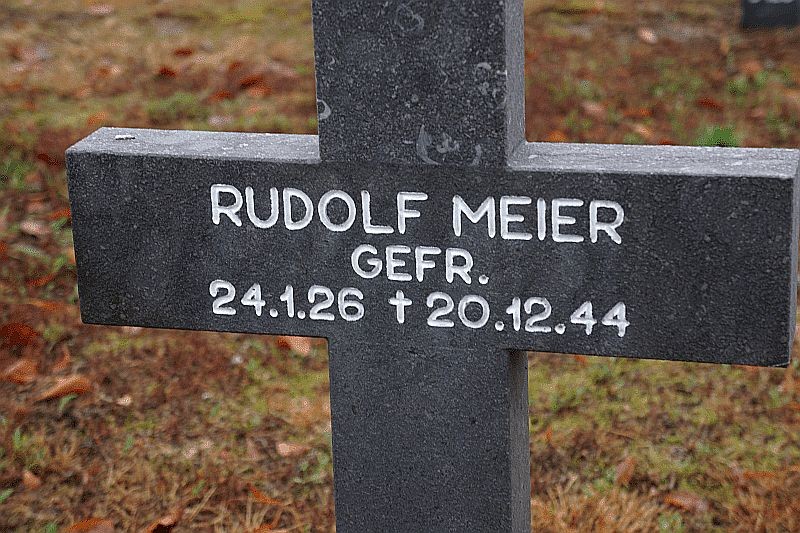 RUDOLF MEIER
GEFR.
24.1.26 † 20.12.44